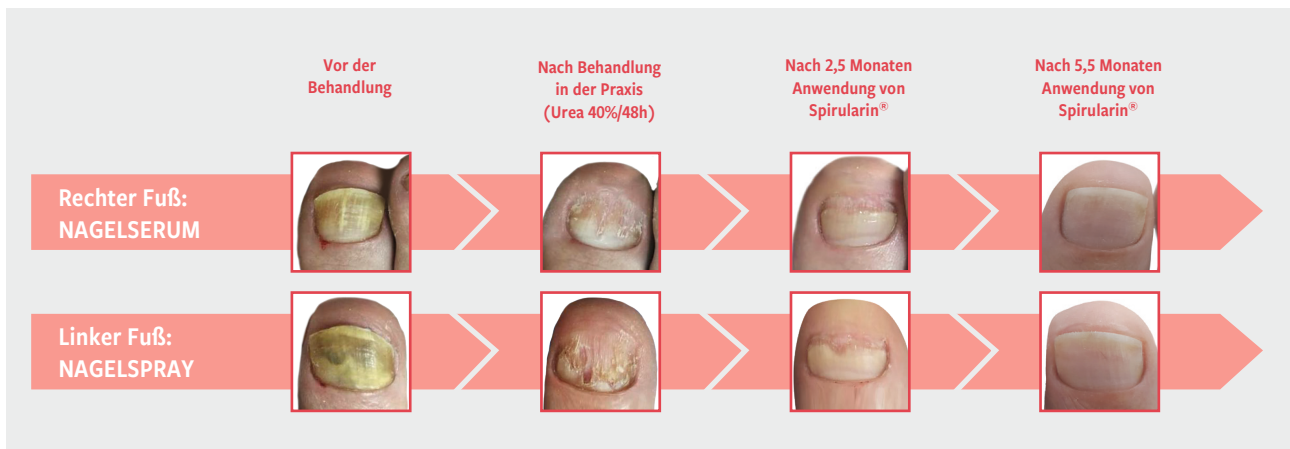 Vor der
Behandlung
Nach Behandlung
in der Praxis
(Urea 40%/48h)
Nach 2,5 Monaten
Anwendung von
Spirularin®
Nach 5,5 Monaten
Anwendung von
Spirularin®
Rechter Fuß:
NAGELSERUM
Linker Fuß:
NAGELSPRAY